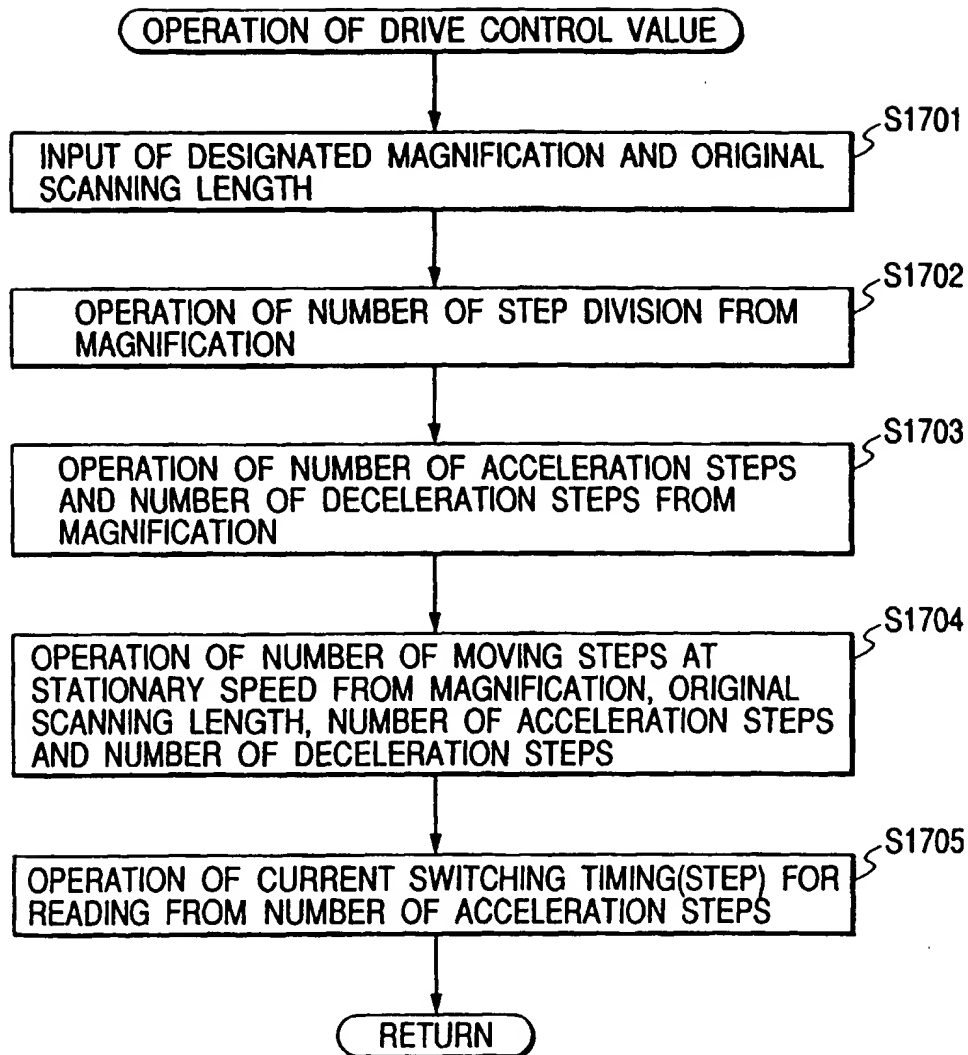 OPERATION OF DRIVE CONTROL VALUE
S1701
INPUT OF DESIGNATED MAGNIFICATION AND ORIGINAL
SCANNING LENGTH
S1702
OPERATION OF NUMBER OF STEP DIVISION FROM
MAGNIFICATION
S1703
OPERATION OF NUMBER OF ACCELERATION STEPS
AND NUMBER OF DECELERATION STEPS FROM
MAGNIFICATION
S1704
OPERATION OF NUMBER OF MOVING STEPS AT
STATIONARY SPEED FROM MAGNIFICATION, ORIGINAL
SCANNING LENGTH, NUMBER OF ACCELERATION STEPS
AND NUMBER OF DECELERATION STEPS
S1705
OPERATION OF CURRENT SWITCHING TIMING(STEP) FOR
READING FROM NUMBER OF ACCELERATION STEPS
RETURN